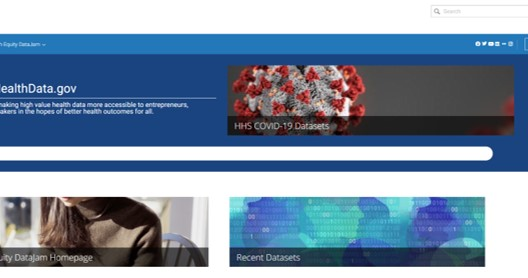 Search
h Equity DataJam
ealthData.gov
naking high value health data more accessible to entrepreneurs,
akers in the hopes of better health outcomes for all.
HHS COVID-19 Datasets
uity DataJam Homepage
Recent Datasets